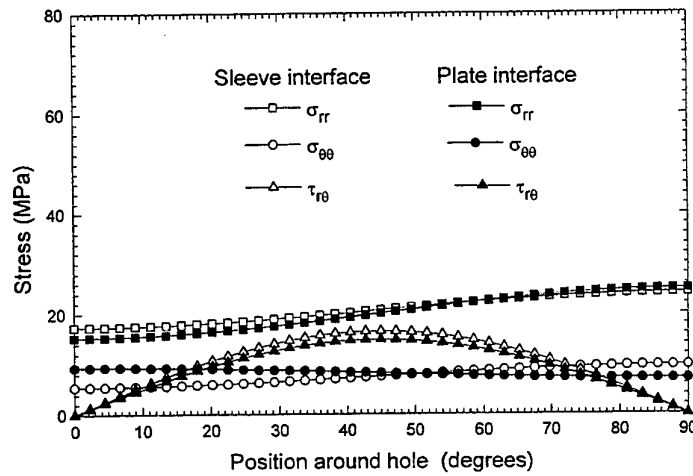 80
60
40
20
0
Stress (MPa)
Sleeve interface
σrr
σθθ
τrθ
Plate interface
σrr
σθθ
τrθ
0 10 20 30 40 50 60 70 80 90
Position around hole (degrees)